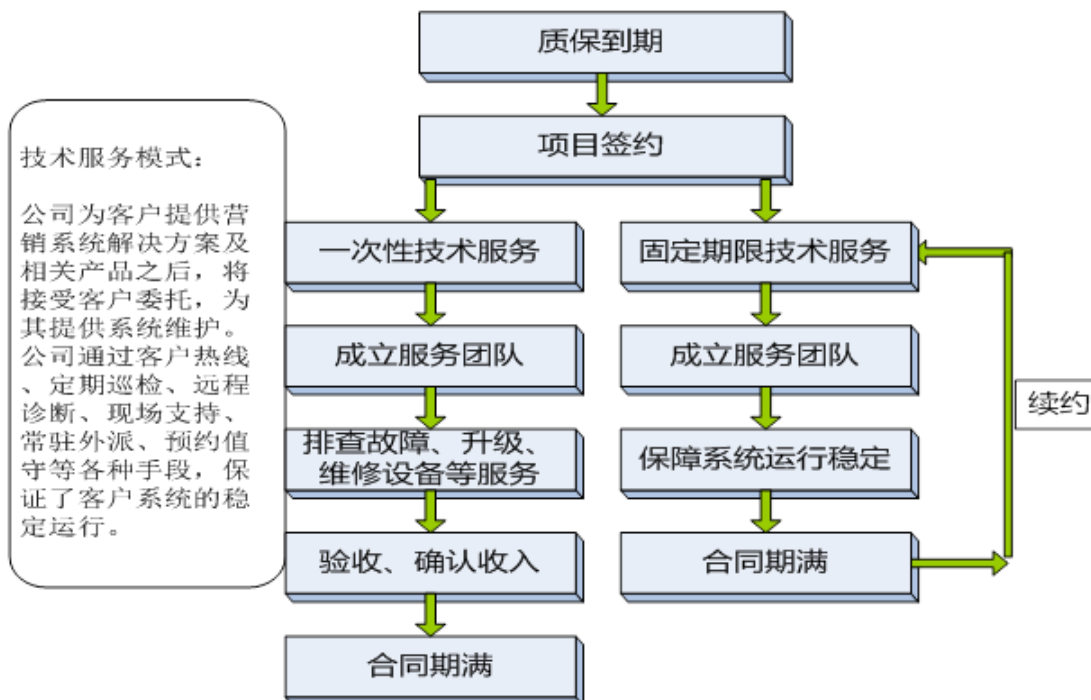 质保到期
项目签约
技术服务模式：
公司为客户提供营
销系统解决方案及
相关产品之后，将
接受客户委托，为
其提供系统维护。
公司通过客户热线
、定期巡检、远程
诊断、现场支持、
常驻外派、预约值
守等各种手段，保
证了客户系统的稳
定运行。
一次性技术服务
成立服务团队
排查故障、升级、
维修设备等服务
验收、确认收入
合同期满
固定期限技术服务
成立服务团队
保障系统运行稳定
合同期满
续约